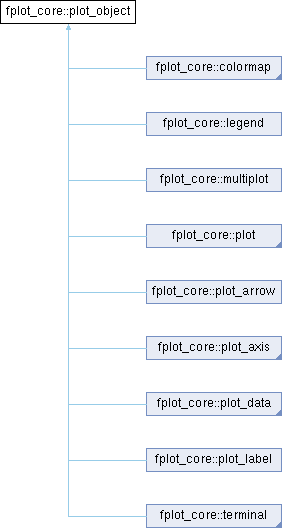 fplot_core::plot_object
fplot_core::colormap
fplot_core::legend
fplot_core::multiplot
fplot_core::plot
fplot_core::plot_arrow
fplot_core::plot_axis
fplot_core::plot_data
fplot_core::plot_label
fplot_core::terminal